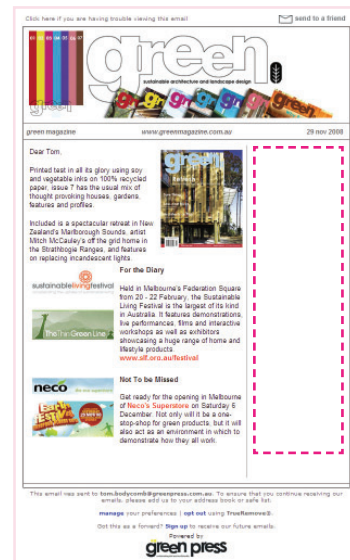 Click here if you are having trouble viewing this email
send to a friend
01 02 03 04 05 06 07
green
sustainable architecture and landscape design
green magazine
www.greenmagazine.com.au
29 nov 2008
Dear Tom,
Printed test in all its glory using soy
and vegetable inks on 100% recycled
paper, issue 7 has the usual mix of
thought provoking houses, gardens,
features and profiles.
Included is a spectacular retreat in New
Zealand's Marlborough Sounds, artist
Mitch McCauley's off the grid home in
the Strathbogie Ranges, and features
on replacing incandescent lights.
green
For the Diary
sustainablelivingfestival
Held in Melbourne's Federation Square
from 20 - 22 February, the Sustainable
Living Festival is the largest of its kind
in Australia. It features demonstrations,
live performances, films and interactive
workshops as well as exhibitors
showcasing a huge range of home and
lifestyle products.
www.slf.oro.au/festival
TheThinGreenLine
neco
Not To be Missed
Get ready for the opening in Melbourne
of Neco's Superstore on Saturday 6
December. Not only will it be a one-
stop-shop for green products, but it will
also act as an environment in which to
demonstrate how they all work.
This email was sent to tom.bodycomb@greenpress.com.au. To ensure that you continue receiving our
emails, please add us to your address book or safe list.
manage your preferences | opt out using TrueRemove®.
Got this as a forward? Sign up to receive our future emails.
Powered by
green press